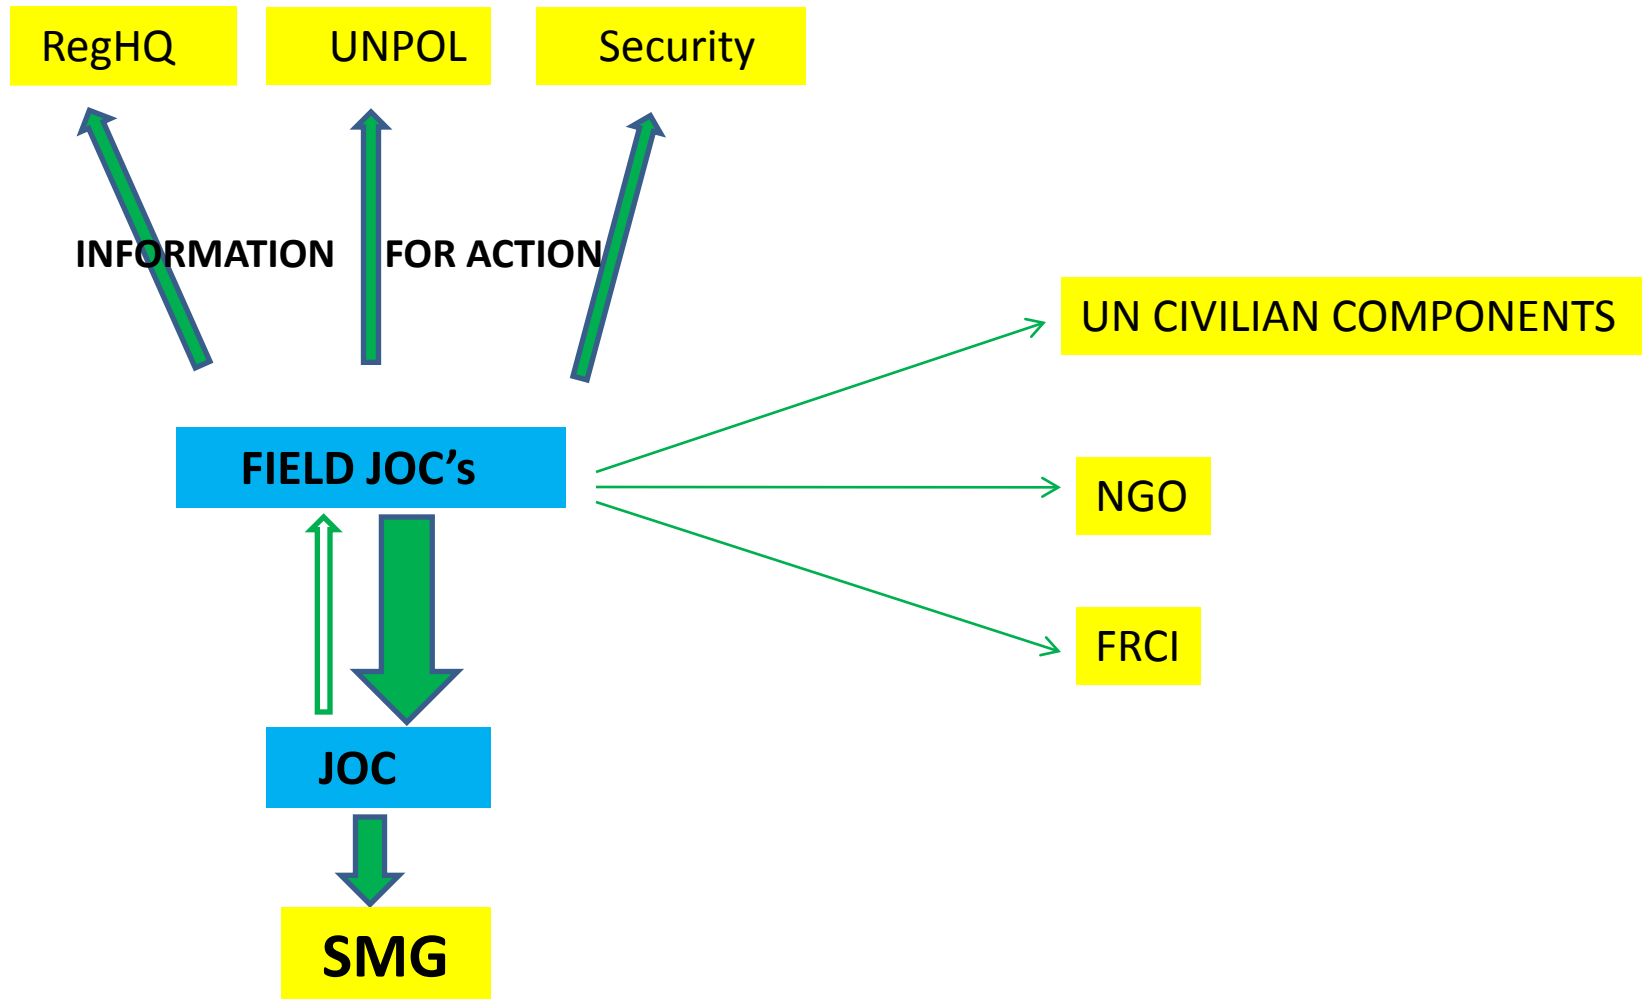 RegHQ
UNPOL
Security
INFORMATION
FOR ACTION
UN CIVILIAN COMPONENTS
FIELD JOC’s
NGO
FRCI
JOC
SMG